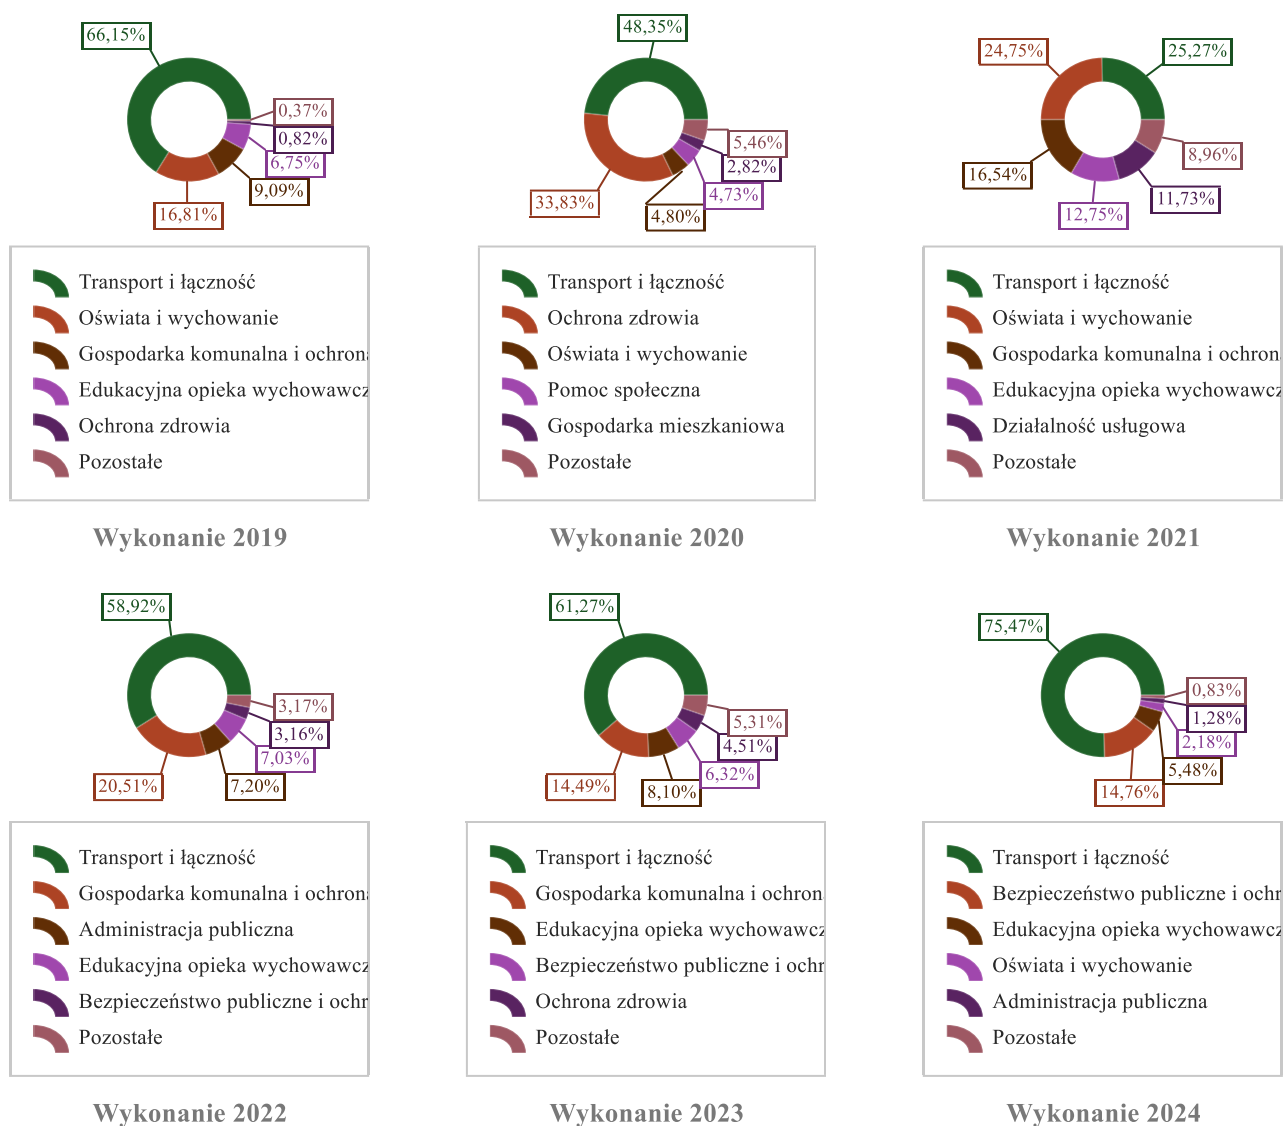 66,15%
0,37%
0,82%
6,75%
9,09%
16,81%
Transport i łączność
Oświata i wychowanie
Gospodarka komunalna i ochron
Edukacyjna opieka wychowawcz
Ochrona zdrowia
Pozostałe
Wykonanie 2019
48,35%
5,46%
2,82%
4,73%
4,80%
33,83%
Transport i łączność
Ochrona zdrowia
Oświata i wychowanie
Pomoc społeczna
Gospodarka mieszkaniowa
Pozostałe
Wykonanie 2020
24,75%
25,27%
8,96%
16,54%
11,73%
12,75%
Transport i łączność
Oświata i wychowanie
Gospodarka komunalna i ochron
Edukacyjna opieka wychowawcz
Działalność usługowa
Pozostałe
Wykonanie 2021
58,92%
3,17%
3,16%
7,03%
7,20%
20,51%
Transport i łączność
Gospodarka komunalna i ochron
Administracja publiczna
Edukacyjna opieka wychowawcz
Bezpieczeństwo publiczne i ochr
Pozostałe
Wykonanie 2022
61,27%
5,31%
4,51%
6,32%
8,10%
14,49%
Transport i łączność
Gospodarka komunalna i ochron
Edukacyjna opieka wychowawcz
Bezpieczeństwo publiczne i ochr
Ochrona zdrowia
Pozostałe
Wykonanie 2023
75,47%
0,83%
1,28%
2,18%
5,48%
14,76%
Transport i łączność
Bezpieczeństwo publiczne i ochr
Edukacyjna opieka wychowawcz
Oświata i wychowanie
Administracja publiczna
Pozostałe
Wykonanie 2024